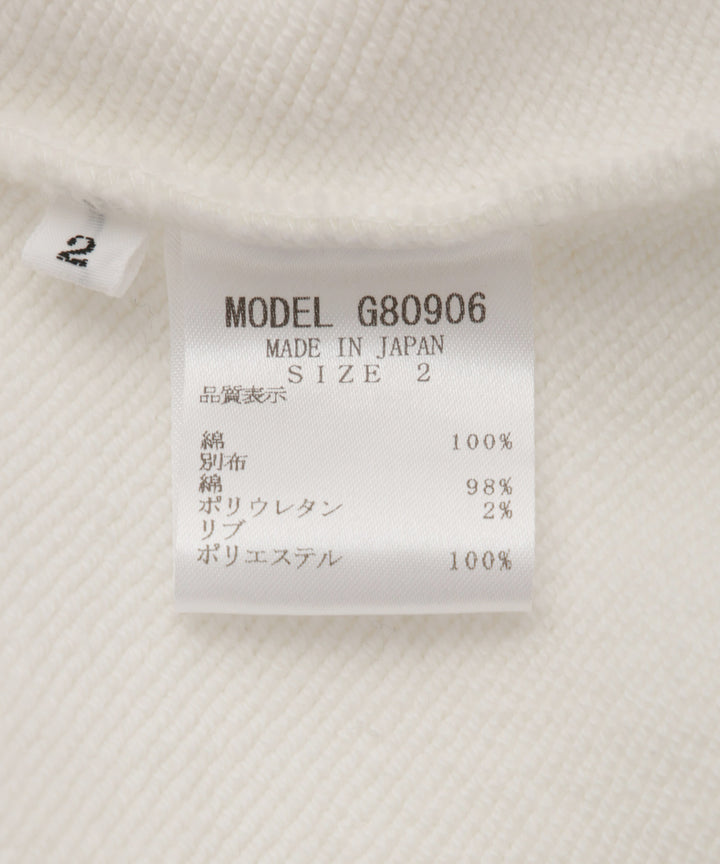 2
MODEL G80906
MADE IN JAPAN
SIZE 2
品質表示
綿 100%
別布
綿 98%
ポリウレタン 2%
リブ
ポリエステル 100%